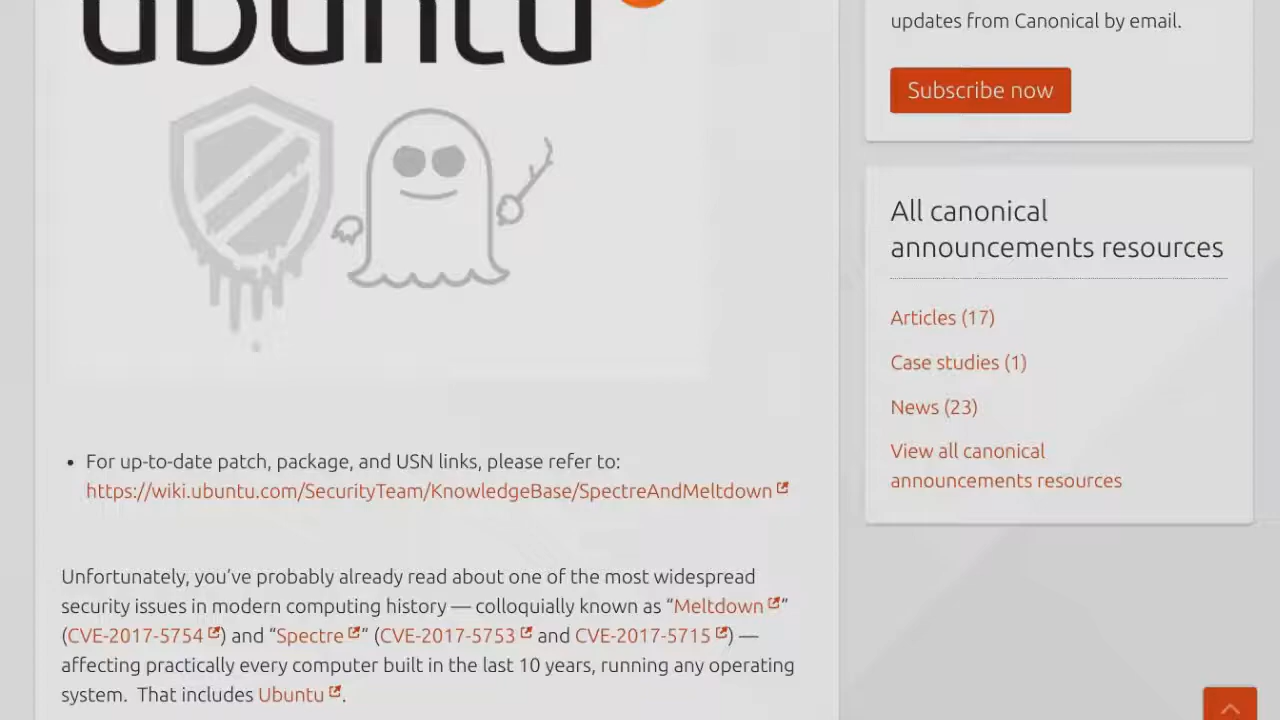 ubuntu
For up-to-date patch, package, and USN links, please refer to:
https://wiki.ubuntu.com/SecurityTeam/KnowledgeBase/SpectreAndMeltdown
Unfortunately, you’ve probably already read about one of the most widespread
security issues in modern computing history — colloquially known as “Meltdown“
(CVE-2017-5754) and “Spectre“ (CVE-2017-5753 and CVE-2017-5715) —
affecting practically every computer built in the last 10 years, running any operating
system. That includes Ubuntu.
updates from Canonical by email.
Subscribe now
All canonical
announcements resources
Articles (17)
Case studies (1)
News (23)
View all canonical
announcements resources